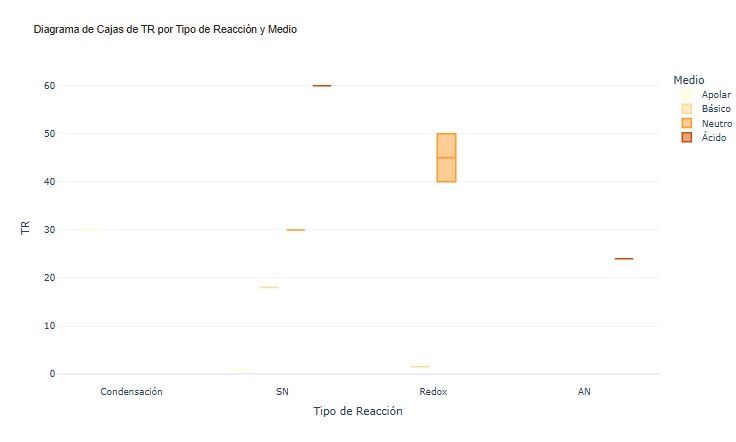 Diagrama de Cajas de TR por Tipo de Reacción y Medio
60
50
40
30
20
10
0
TR
Condensación SN Redox AN
Tipo de Reacción
Medio
Apolar
Básico
Neutro
Ácido